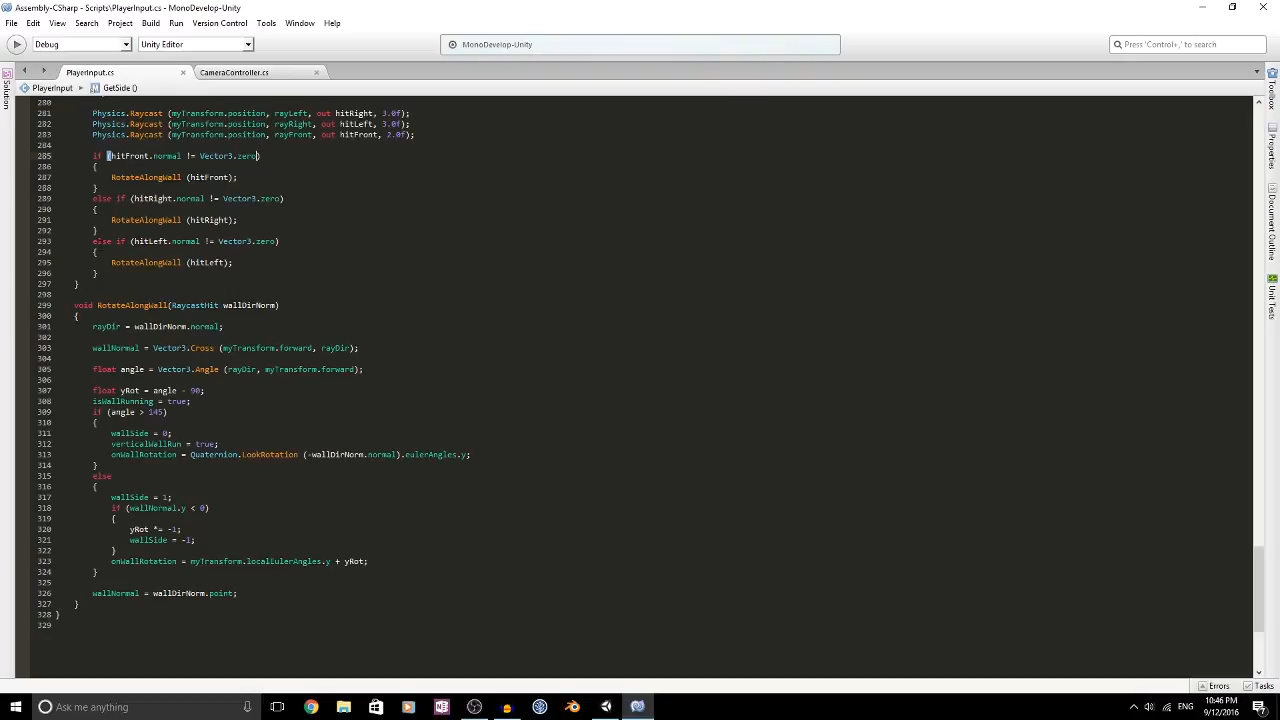 Assembly-CSharp - Scripts\PlayerInput.cs - MonoDevelop-Unity
File Edit View Search Project Build Run Version Control Tools Window Help
Debug Unity Editor MonoDevelop-Unity Press 'Control+,' to search
PlayerInput.cs CameraController.cs
PlayerInput GetSide ()
Solution
Toolbox
Properties
Document Outline
Unit Tests
280
281 Physics.Raycast (myTransform.position, rayLeft, out hitRight, 3.0f);
282 Physics.Raycast (myTransform.position, rayRight, out hitLeft, 3.0f);
283 Physics.Raycast (myTransform.position, rayFront, out hitFront, 2.0f);
284
285 if (hitFront.normal != Vector3.zero)
286 {
287 RotateAlongWall (hitFront);
288 }
289 else if (hitRight.normal != Vector3.zero)
290 {
291 RotateAlongWall (hitRight);
292 }
293 else if (hitLeft.normal != Vector3.zero)
294 {
295 RotateAlongWall (hitLeft);
296 }
297 }
298
299 void RotateAlongWall(RaycastHit wallDirNorm)
300 {
301 rayDir = wallDirNorm.normal;
302
303 wallNormal = Vector3.Cross (myTransform.forward, rayDir);
304
305 float angle = Vector3.Angle (rayDir, myTransform.forward);
306
307 float yRot = angle - 90;
308 isWallRunning = true;
309 if (angle > 145)
310 {
311 wallSide = 0;
312 verticalWallRun = true;
313 onWallRotation = Quaternion.LookRotation (-wallDirNorm.normal).eulerAngles.y;
314 }
315 else
316 {
317 wallSide = 1;
318 if (wallNormal.y < 0)
319 {
320 yRot *= -1;
321 wallSide = -1;
322 }
323 onWallRotation = myTransform.localEulerAngles.y + yRot;
324 }
325
326 wallNormal = wallDirNorm.point;
327 }
328 }
329
Errors Tasks
Ask me anything
ENG
10:46 PM
9/12/2016